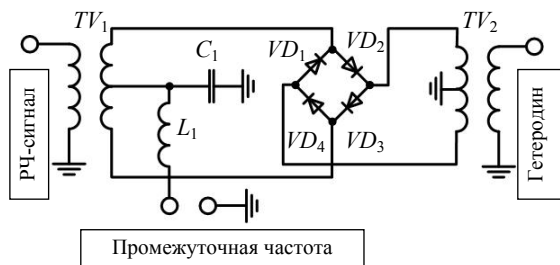 TV₁
TV₂
C₁
VD₁
VD₂
РЧ-сигнал
L₁
VD₄
VD₃
Гетеродин
Промежуточная частота